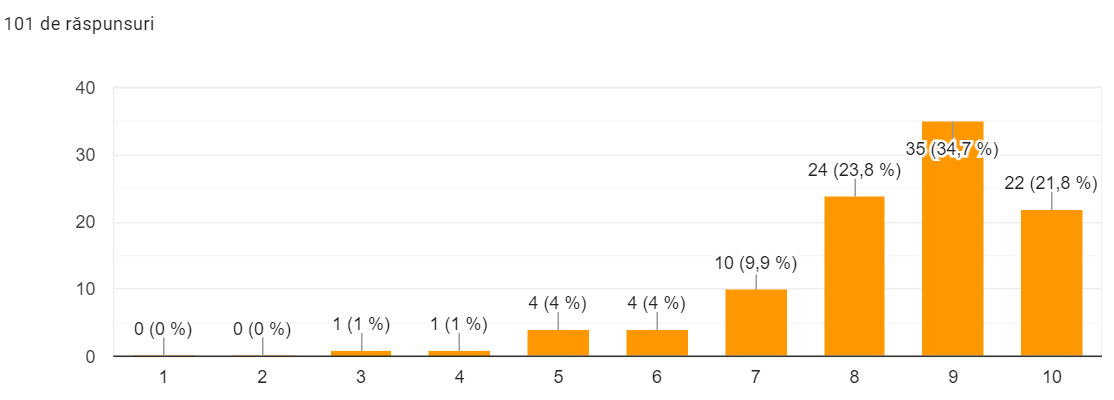 101 de răspunsuri
40
30
20
10
0
0 (0 %)
0 (0 %)
1 (1 %)
1 (1 %)
4 (4 %)
4 (4 %)
10 (9,9 %)
24 (23,8 %)
35 (34,7 %)
22 (21,8 %)
1 2 3 4 5 6 7 8 9 10